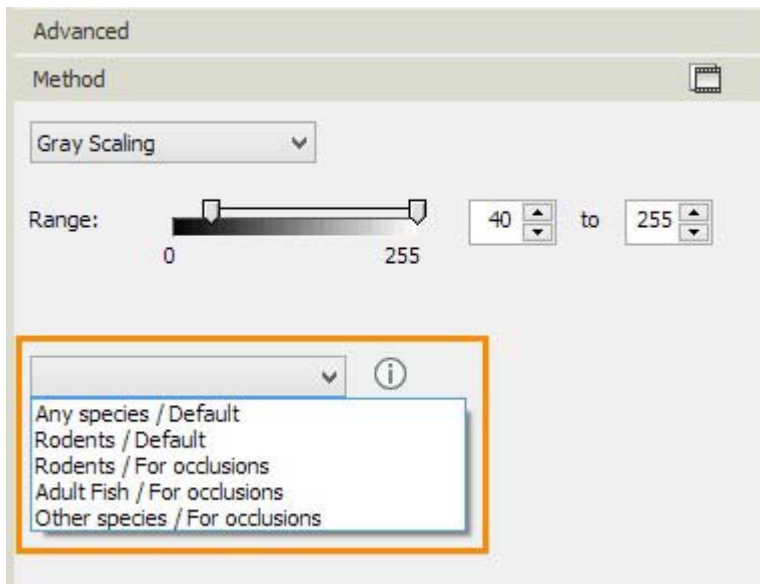 Advanced
Method
Gray Scaling
Range:
40 to 255
0 255
Any species / Default
Rodents / Default
Rodents / For occlusions
Adult Fish / For occlusions
Other species / For occlusions